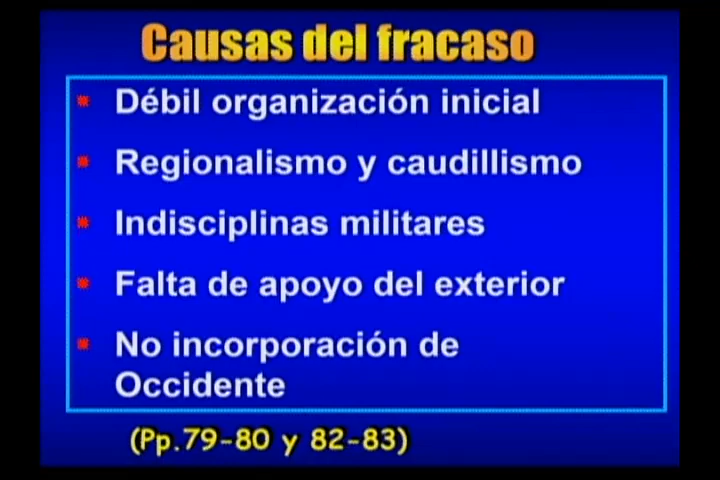 Causas del fracaso
Débil organización inicial
Regionalismo y caudillismo
Indisciplinas militares
Falta de apoyo del exterior
No incorporación de
Occidente
(Pp.79-80 y 82-83)